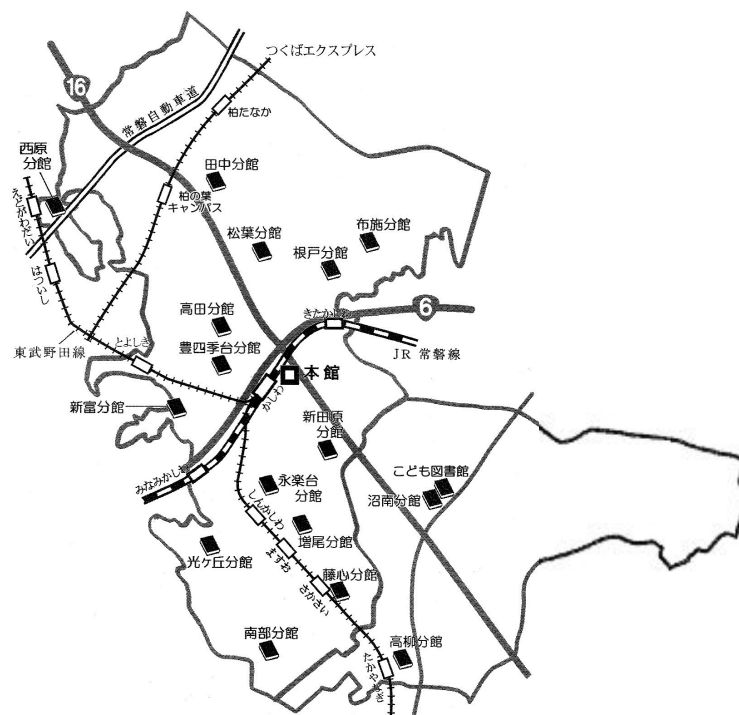 つくばエクスプレス
16
常磐自動車道
柏たなか
西原
分館
田中分館
えどがわだい
柏の葉
キャンパス
布施分館
松葉分館
根戸分館
はついし
高田分館
きたかしわ
6
とよしき
東武野田線
豊四季台分館
JR 常磐線
本館
かしわ
新富分館
新田原
分館
みなみかしわ
こども図書館
永楽台
分館
沼南分館
しんかしわ
増尾分館
光ヶ丘分館
ますお
藤心分館
さかさい
南部分館
高柳分館
たかやなぎ